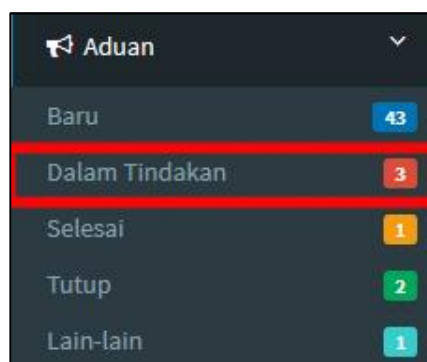 Aduan
Baru 43
Dalam Tindakan 3
Selesai 1
Tutup 2
Lain-lain 1